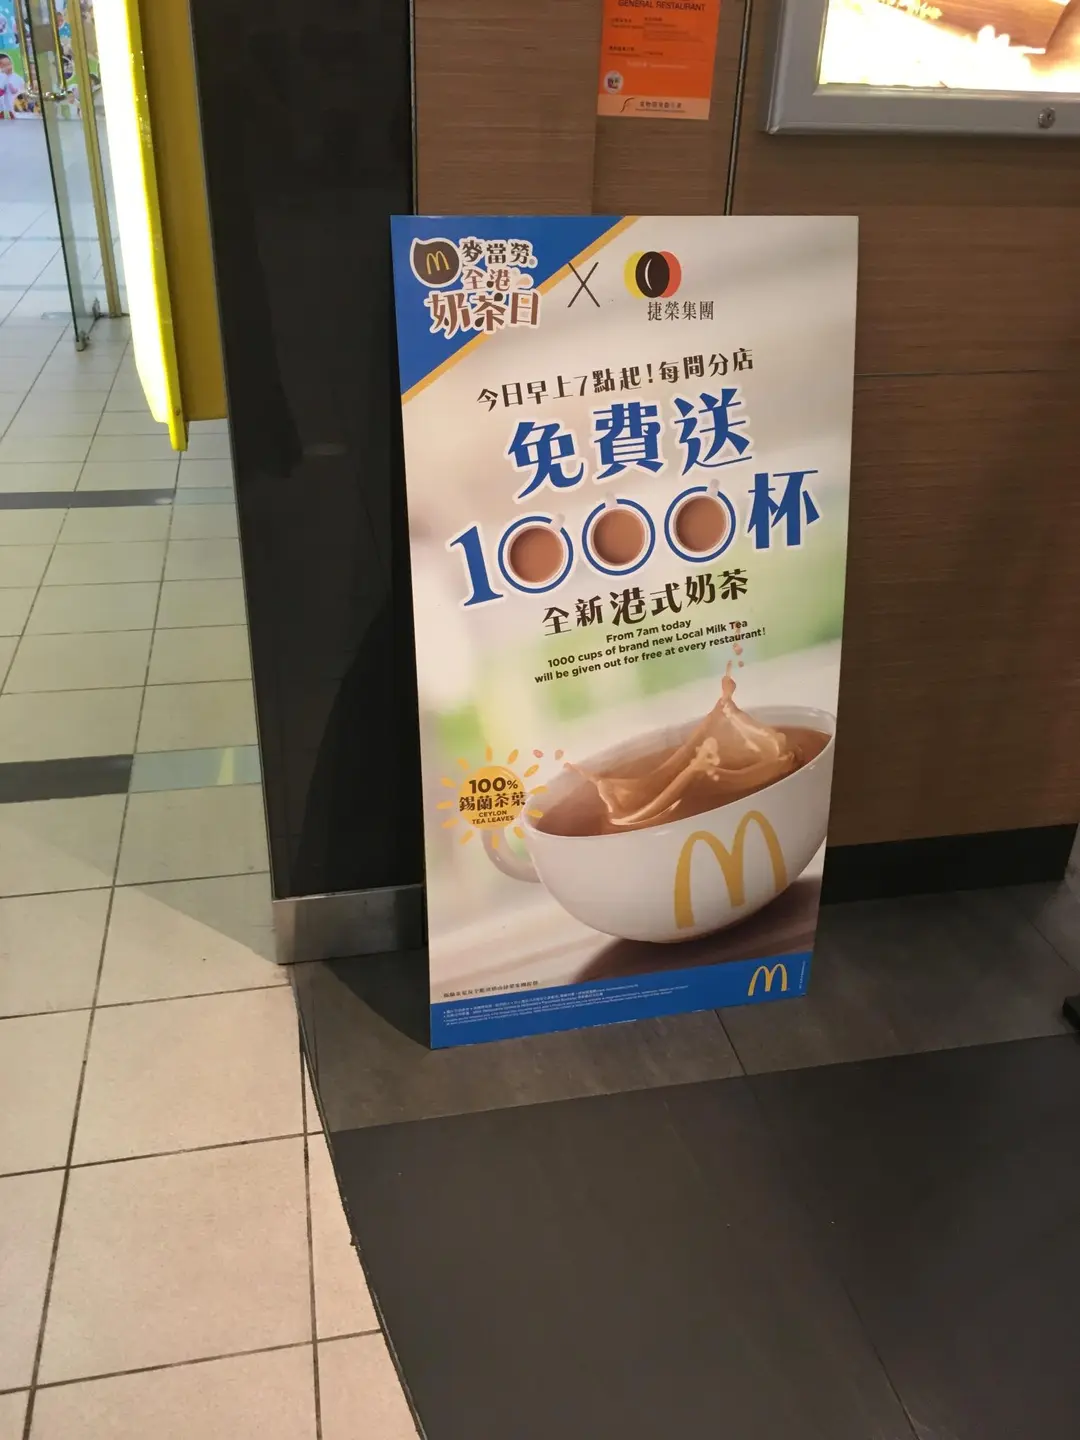 GENERAL RESTAURANT
麥當勞
全港
奶茶日
X
捷榮集團
今日早上7點起!每間分店
免費送
1000杯
全新港式奶茶
From 7am today
1000 cups of brand new Local Milk Tea
will be given out for free at every restaurant!
100%
錫蘭茶葉
CEYLON
TEA LEAVES